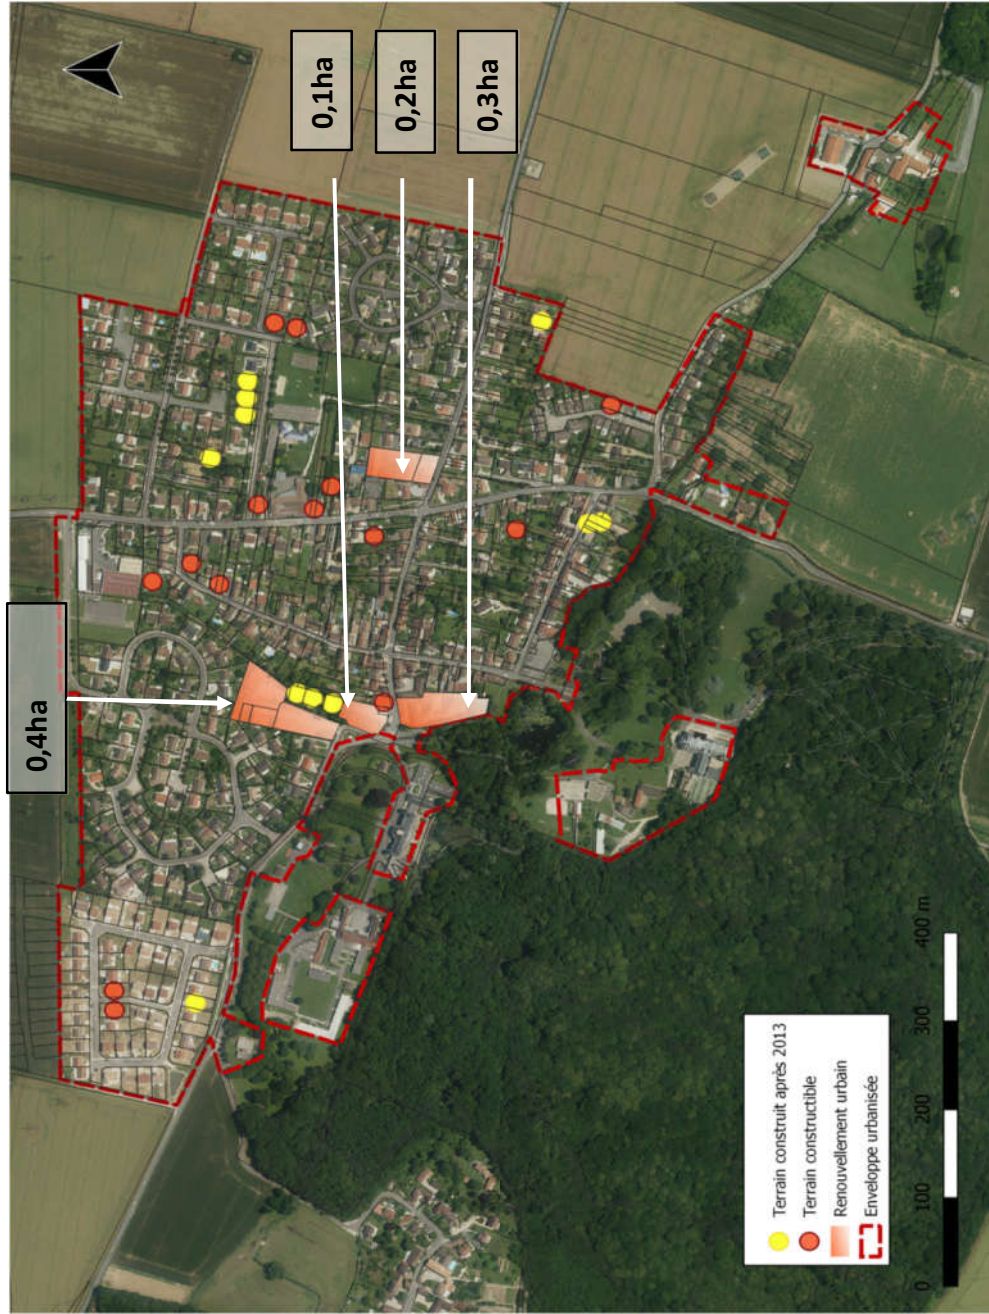 0,4ha
0,1ha
0,2ha
0,3ha
Terrain construit après 2013
Terrain constructible
Renouvellement urbain
Enveloppe urbanisée
0 100 200 300 400 m